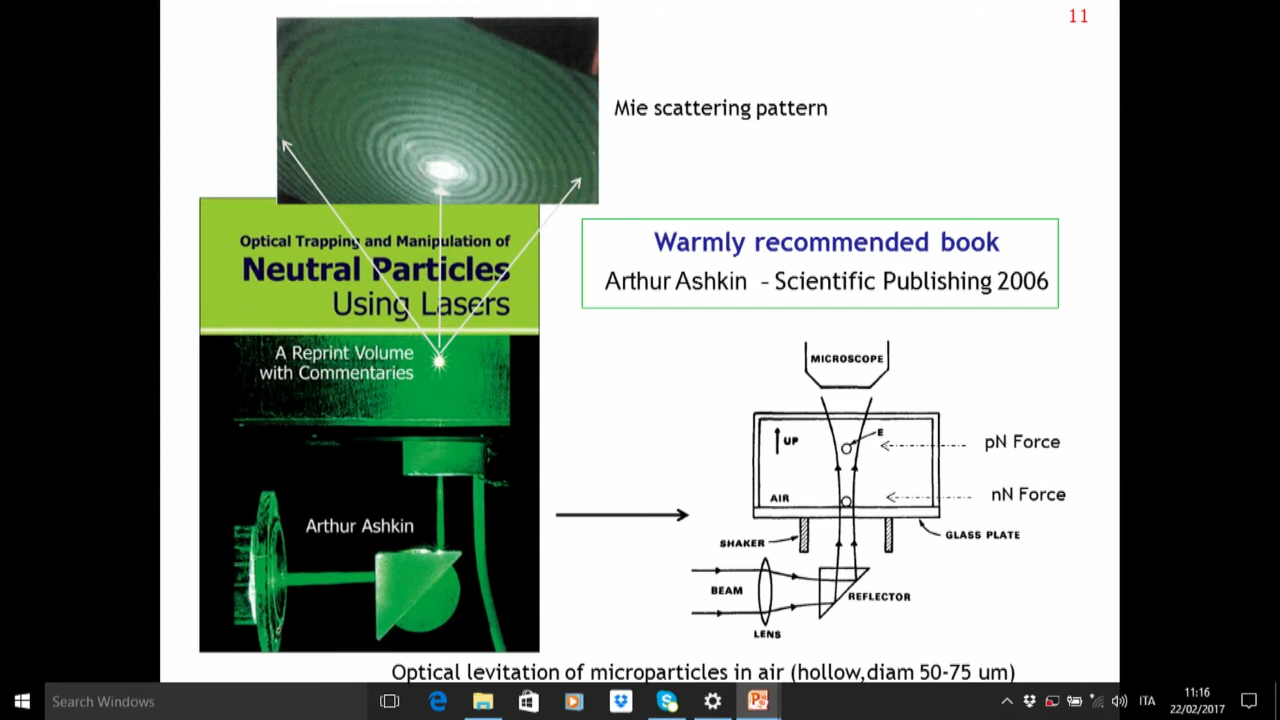 11
Mie scattering pattern
Optical Trapping and Manipulation of
Neutral Particles
Using Lasers
A Reprint Volume
with Commentaries
Arthur Ashkin
Warmly recommended book
Arthur Ashkin – Scientific Publishing 2006
MICROSCOPE
E
UP
pN Force
AIR
nN Force
SHAKER
GLASS PLATE
BEAM
REFLECTOR
LENS
Optical levitation of microparticles in air (hollow,diam 50-75 um)
Search Windows
ITA
11:16
22/02/2017